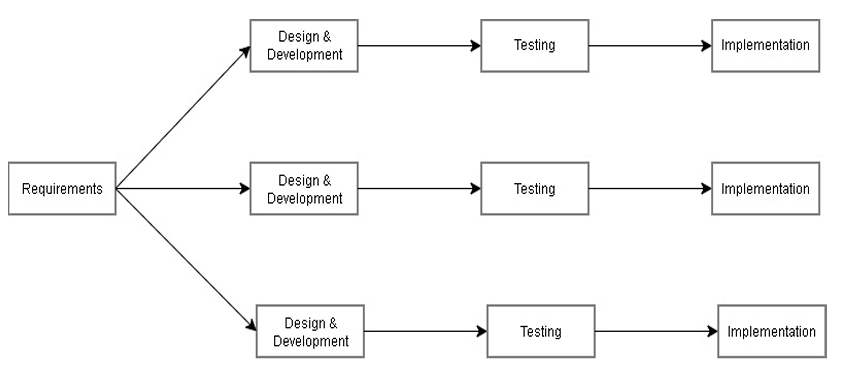 Design &
Development
Testing
Implementation
Requirements
Design &
Development
Testing
Implementation
Design &
Development
Testing
Implementation